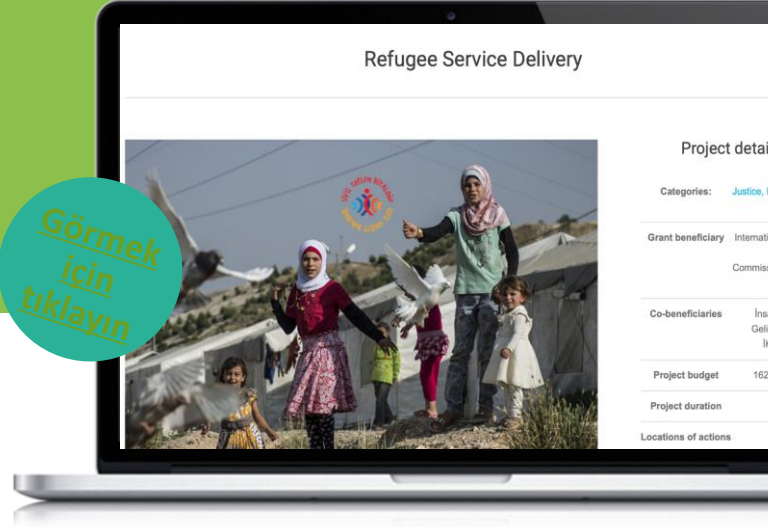 Refugee Service Delivery
Görmek
için
tıklayın
Project detai
Categories: Justice,
Grant beneficiary Internati
Commiss
Co-beneficiaries İns
Geli
Project budget 162
Project duration
Locations of actions